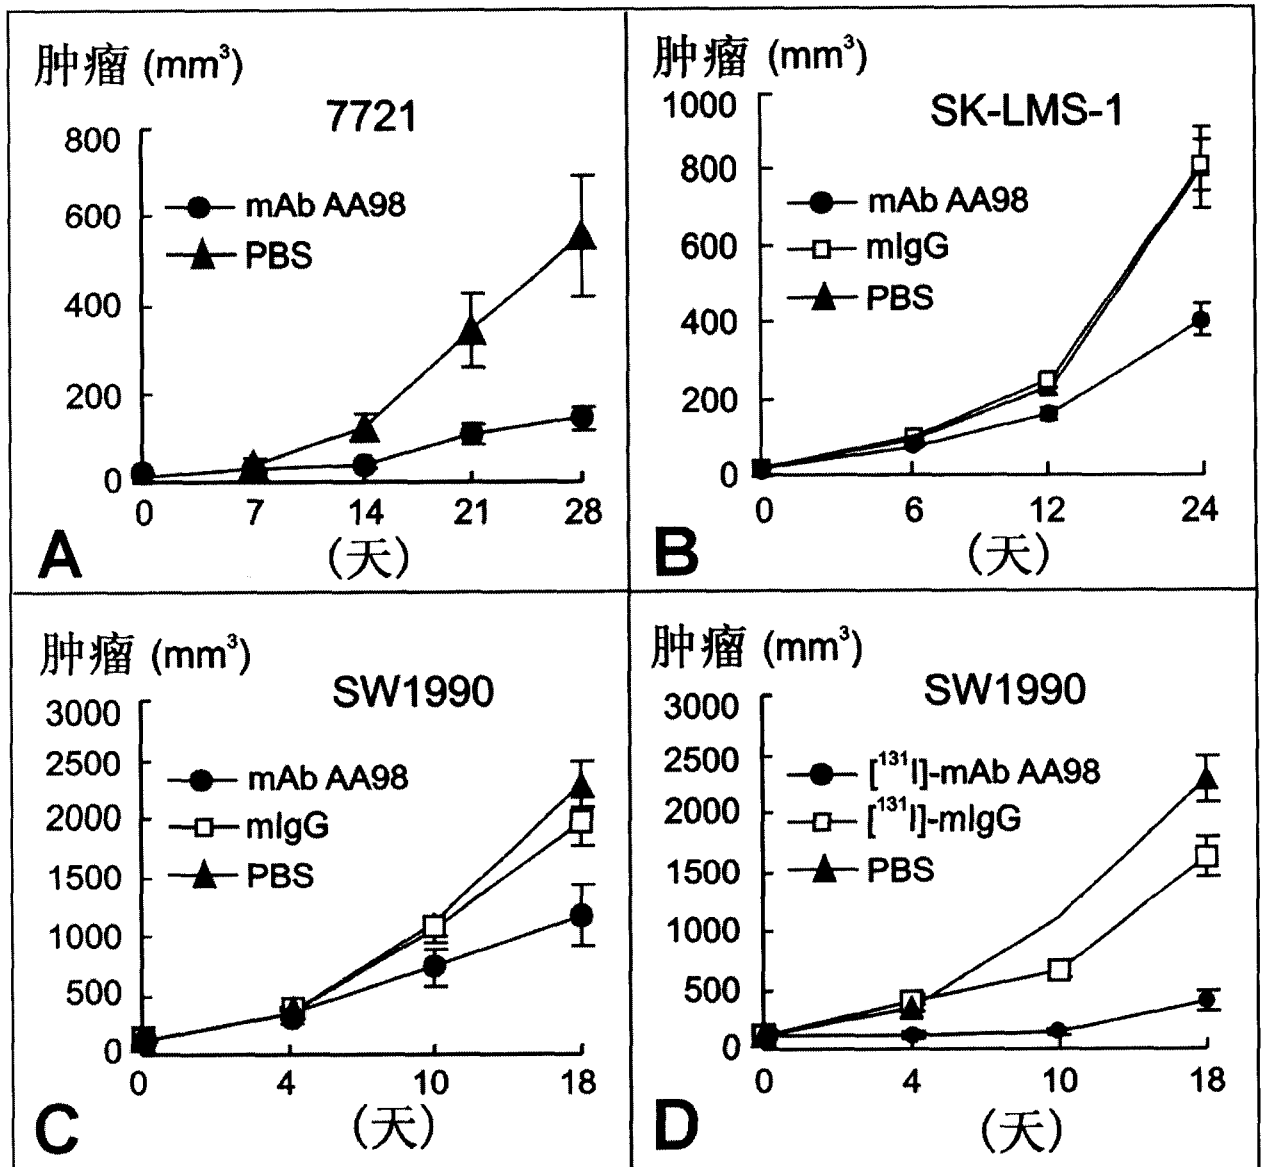 肿瘤 (mm³)
7721
800
600
400
200
0
mAb AA98
PBS
0 7 14 21 28
(天)
A
肿瘤 (mm³)
SK-LMS-1
1000
800
600
400
200
0
mAb AA98
mIgG
PBS
0 6 12 24
(天)
B
肿瘤 (mm³)
SW1990
3000
2500
2000
1500
1000
500
0
mAb AA98
mIgG
PBS
0 4 10 18
(天)
C
肿瘤 (mm³)
SW1990
3000
2500
2000
1500
1000
500
0
[¹³¹I]-mAb AA98
[¹³¹I]-mIgG
PBS
0 4 10 18
(天)
D